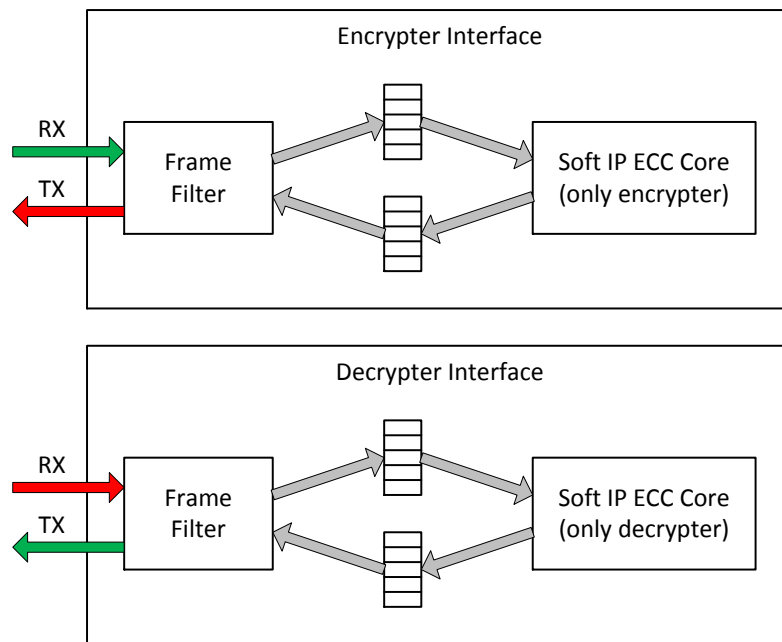 Encrypter Interface
RX
TX
Frame
Filter
Soft IP ECC Core
(only encrypter)
Decrypter Interface
RX
TX
Frame
Filter
Soft IP ECC Core
(only decrypter)